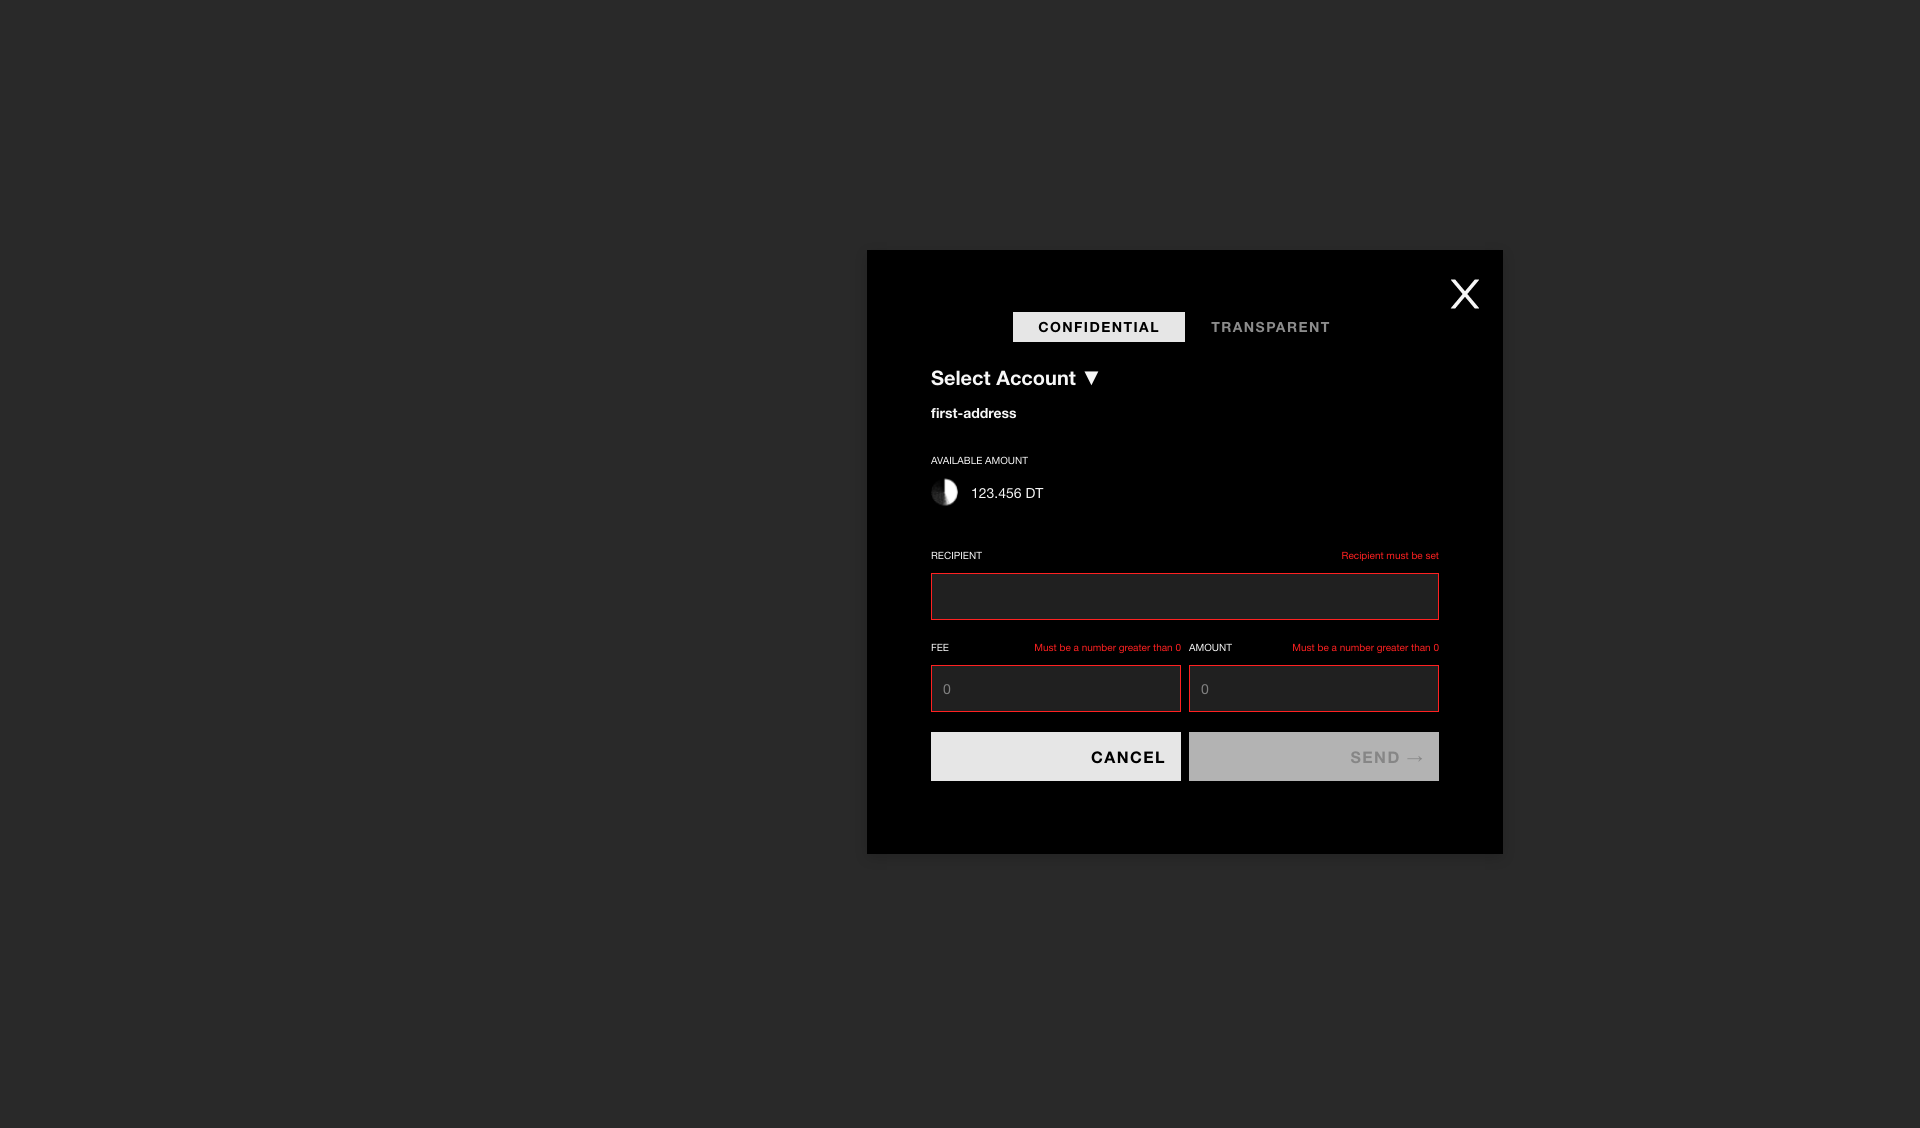 X
CONFIDENTIAL TRANSPARENT
Select Account ▼
first-address
AVAILABLE AMOUNT
123.456 DT
RECIPIENT Recipient must be set
FEE Must be a number greater than 0 AMOUNT Must be a number greater than 0
0 0
CANCEL SEND →